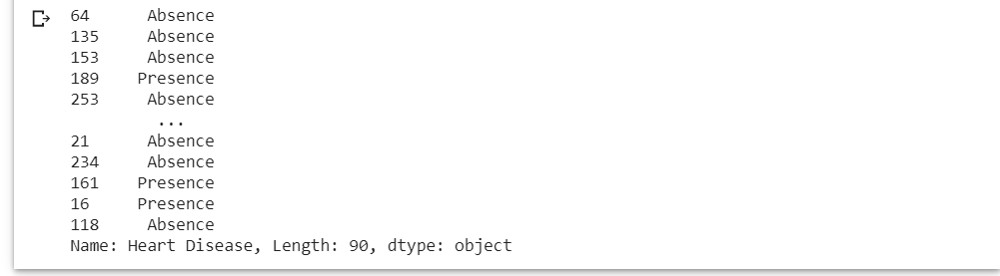 64 Absence
135 Absence
153 Absence
189 Presence
253 Absence
...
21 Absence
234 Absence
161 Presence
16 Presence
118 Absence
Name: Heart Disease, Length: 90, dtype: object